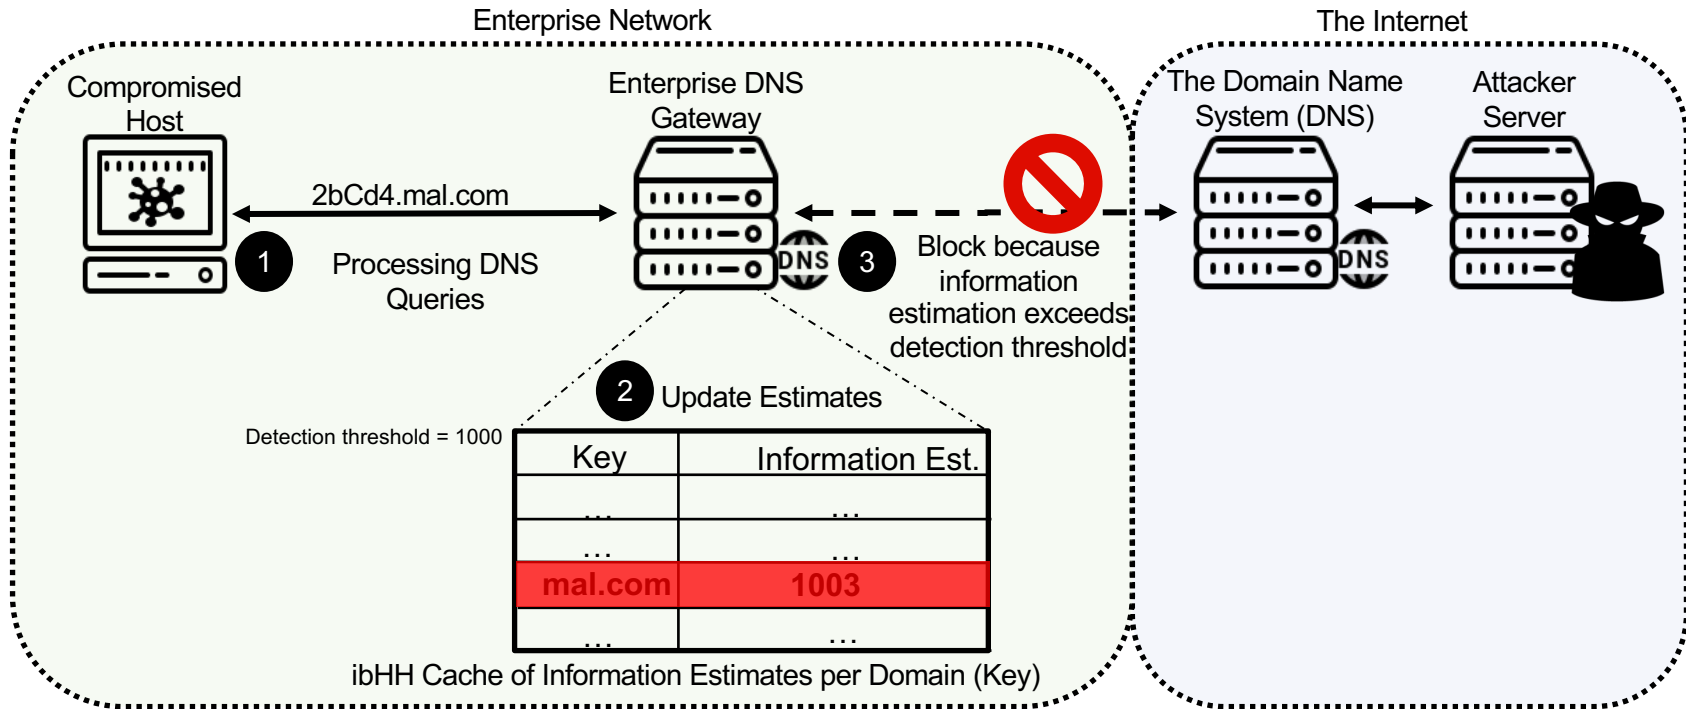 Enterprise Network
The Internet
Compromised
Host
Enterprise DNS
Gateway
The Domain Name
System (DNS)
Attacker
Server
2bCd4.mal.com
1
Processing DNS
Queries
DNS
3
Block because
information
estimation exceeds
detection threshold
DNS
2
Update Estimates
Detection threshold = 1000
Key
Information Est.
...
...
...
...
mal.com
1003
...
...
ibHH Cache of Information Estimates per Domain (Key)